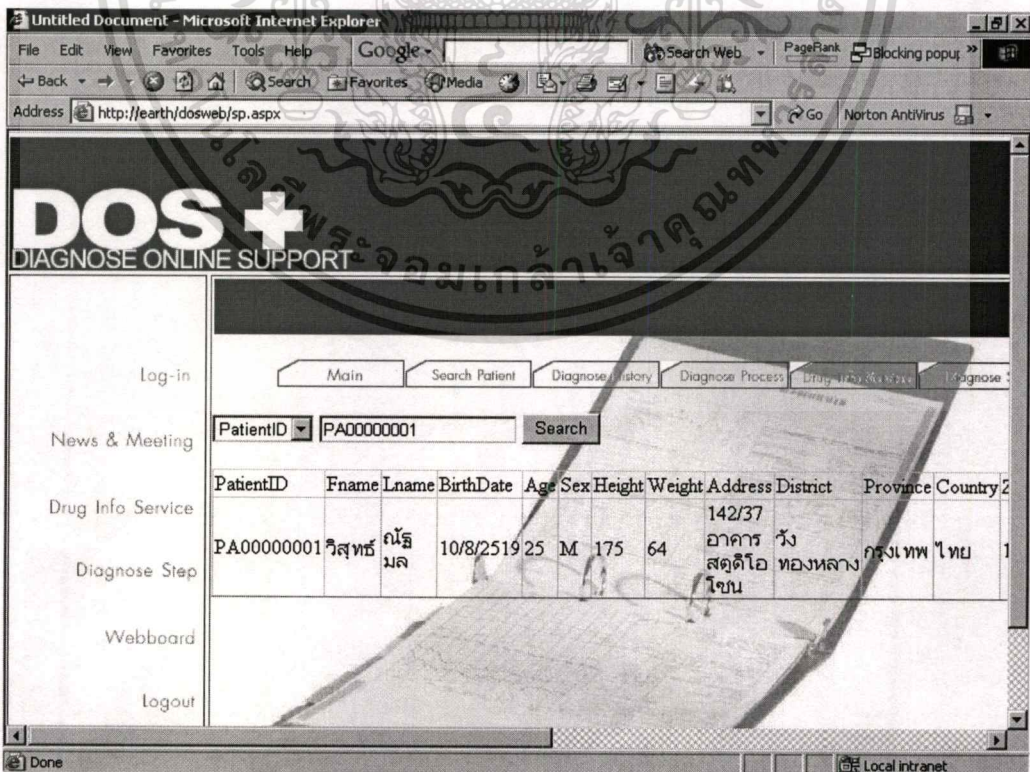 Untitled Document - Microsoft Internet Explorer
File Edit View Favorites Tools Help Google Search Web PageRank Blocking popup »
Back Search Favorites Media
Address http://earth/dosweb/sp.aspx Go Norton AntiVirus
DOS+
DIAGNOSE ONLINE SUPPORT
Main Search Patient Diagnose History Diagnose Process Drug Info Service Diagnose
Log-in
News & Meeting
Drug Info Service
Diagnose Step
Webboard
Logout
PatientID PA00000001 Search
PatientID Fname Lname BirthDate Age Sex Height Weight Address District Province Country
PA00000001 วิสุทธ์ ณัฐมล 10/8/2519 25 M 175 64 142/37 อาคาร สตูดิโอ โซน วัง ทองหลาง กรุงเทพ ไทย 1
Done Local intranet